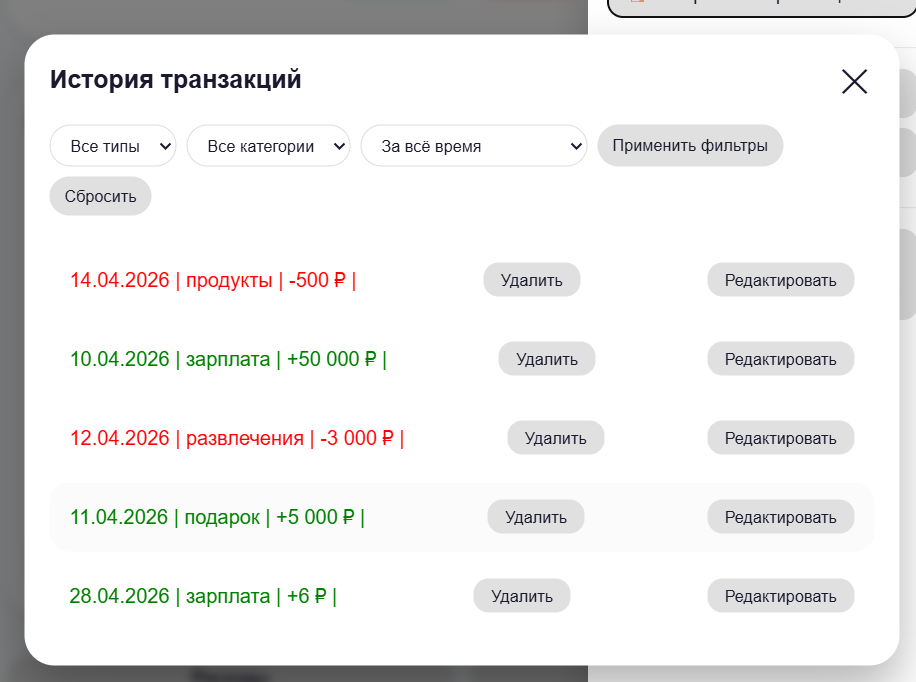 История транзакций
Все типы Все категории За всё время Применить фильтры
Сбросить
14.04.2026 | продукты | -500 ₽ | Удалить Редактировать
10.04.2026 | зарплата | +50 000 ₽ | Удалить Редактировать
12.04.2026 | развлечения | -3 000 ₽ | Удалить Редактировать
11.04.2026 | подарок | +5 000 ₽ | Удалить Редактировать
28.04.2026 | зарплата | +6 ₽ | Удалить Редактировать